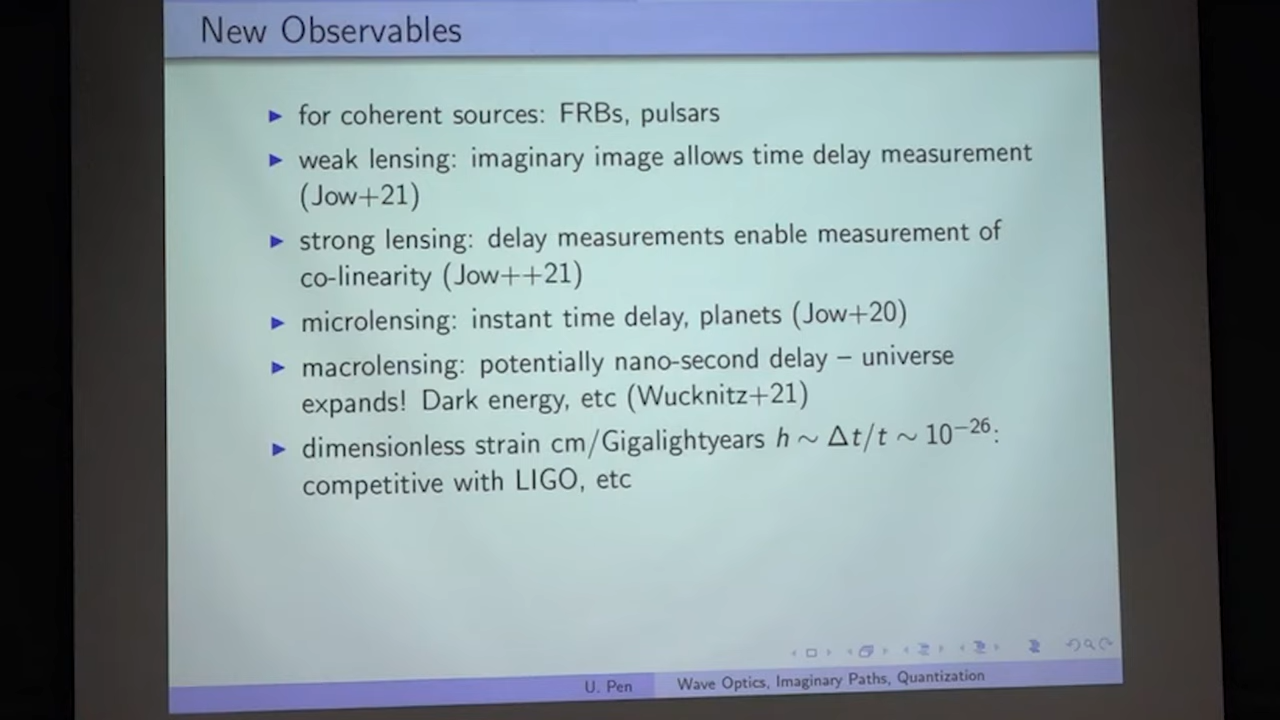 New Observables
for coherent sources: FRBs, pulsars
weak lensing: imaginary image allows time delay measurement
(Jow+21)
strong lensing: delay measurements enable measurement of
co-linearity (Jow++21)
microlensing: instant time delay, planets (Jow+20)
macrolensing: potentially nano-second delay – universe
expands! Dark energy, etc (Wucknitz+21)
dimensionless strain cm/Gigalightyears h ~ Δt/t ~ 10⁻²⁶:
competitive with LIGO, etc
U. Pen Wave Optics, Imaginary Paths, Quantization